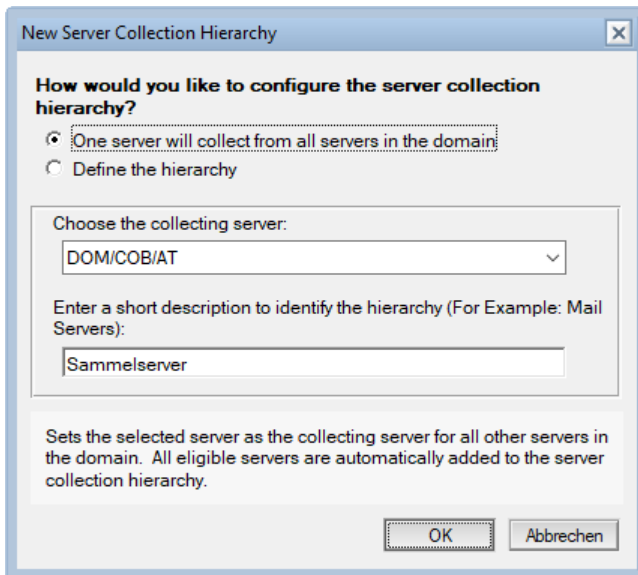 New Server Collection Hierarchy
How would you like to configure the server collection
hierarchy?
One server will collect from all servers in the domain
Define the hierarchy
Choose the collecting server:
DOM/COB/AT
Enter a short description to identify the hierarchy (For Example: Mail
Servers):
Sammelserver
Sets the selected server as the collecting server for all other servers in
the domain.  All eligible servers are automatically added to the server
collection hierarchy.
OK
Abbrechen